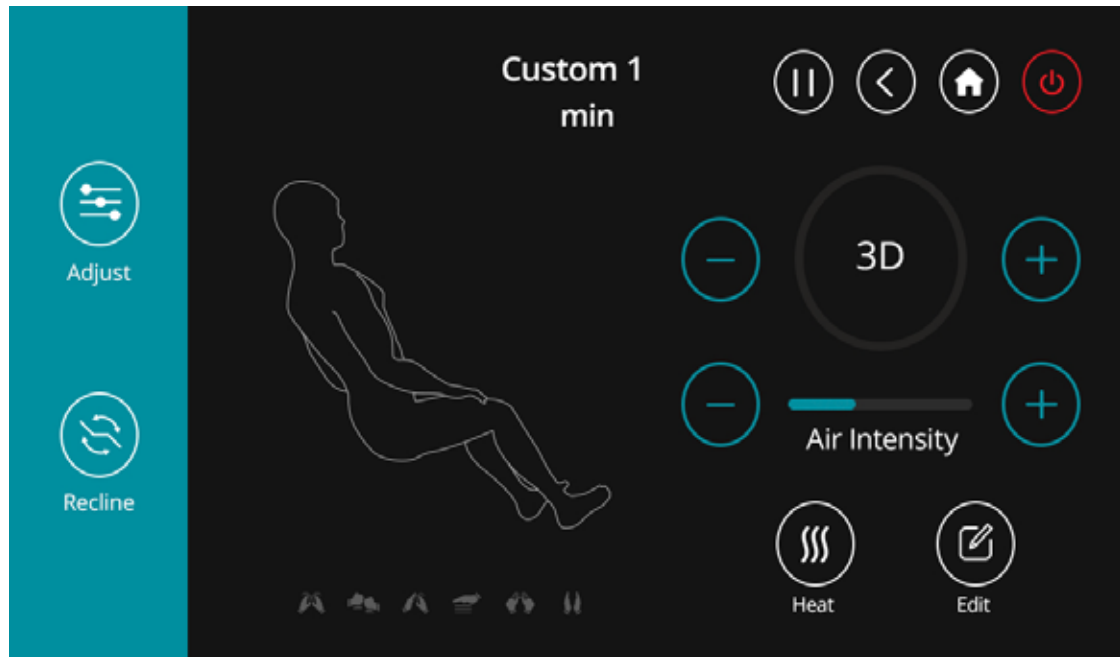 Custom 1
min
Adjust
3D
Air Intensity
Recline
Heat
Edit